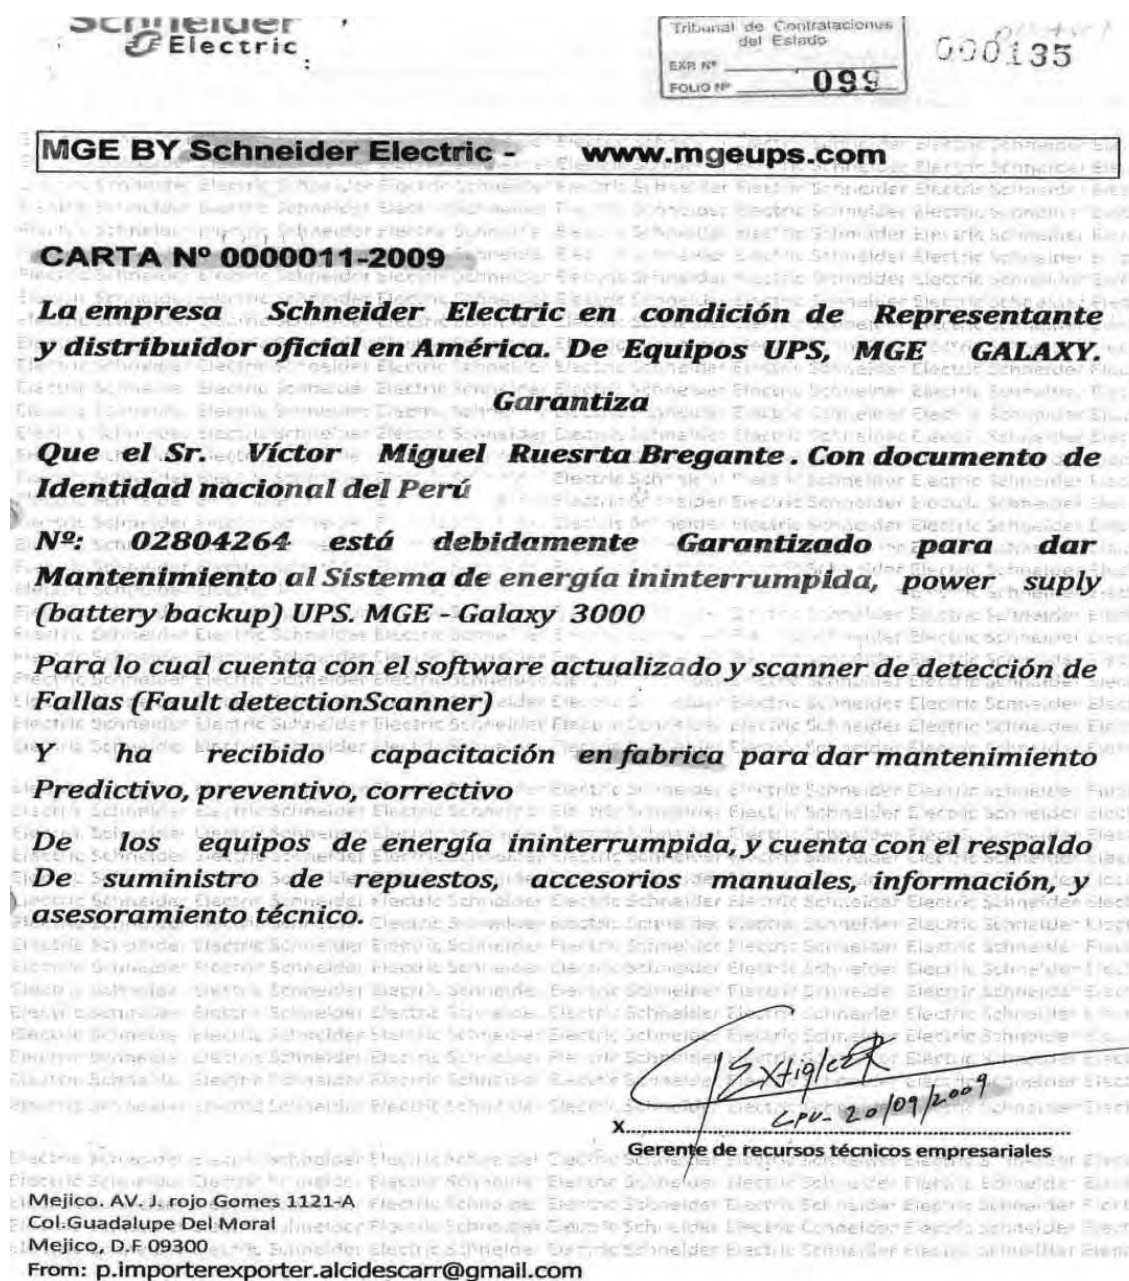 Schneider
Electric
Tribunal de Contrataciones
del Estado
EXP. Nº
FOLIO Nº 099
000135
MGE BY Schneider Electric - www.mgeups.com
CARTA Nº 0000011-2009
La empresa Schneider Electric en condición de Representante
y distribuidor oficial en América. De Equipos UPS, MGE GALAXY.
Garantiza
Que el Sr. Víctor Miguel Ruesrta Bregante. Con documento de
Identidad nacional del Perú
Nº: 02804264 está debidamente Garantizado para dar
Mantenimiento al Sistema de energía ininterrumpida, power suply
(battery backup) UPS. MGE - Galaxy 3000
Para lo cual cuenta con el software actualizado y scanner de detección de
Fallas (Fault detectionScanner)
Y ha recibido capacitación en fabrica para dar mantenimiento
Predictivo, preventivo, correctivo
De los equipos de energía ininterrumpida, y cuenta con el respaldo
De suministro de repuestos, accesorios manuales, información, y
asesoramiento técnico.
20/09/2009
x
Gerente de recursos técnicos empresariales
Mejico. AV. J. rojo Gomes 1121-A
Col.Guadalupe Del Moral
Mejico, D.F 09300
From: p.importerexporter.alcidescarr@gmail.com